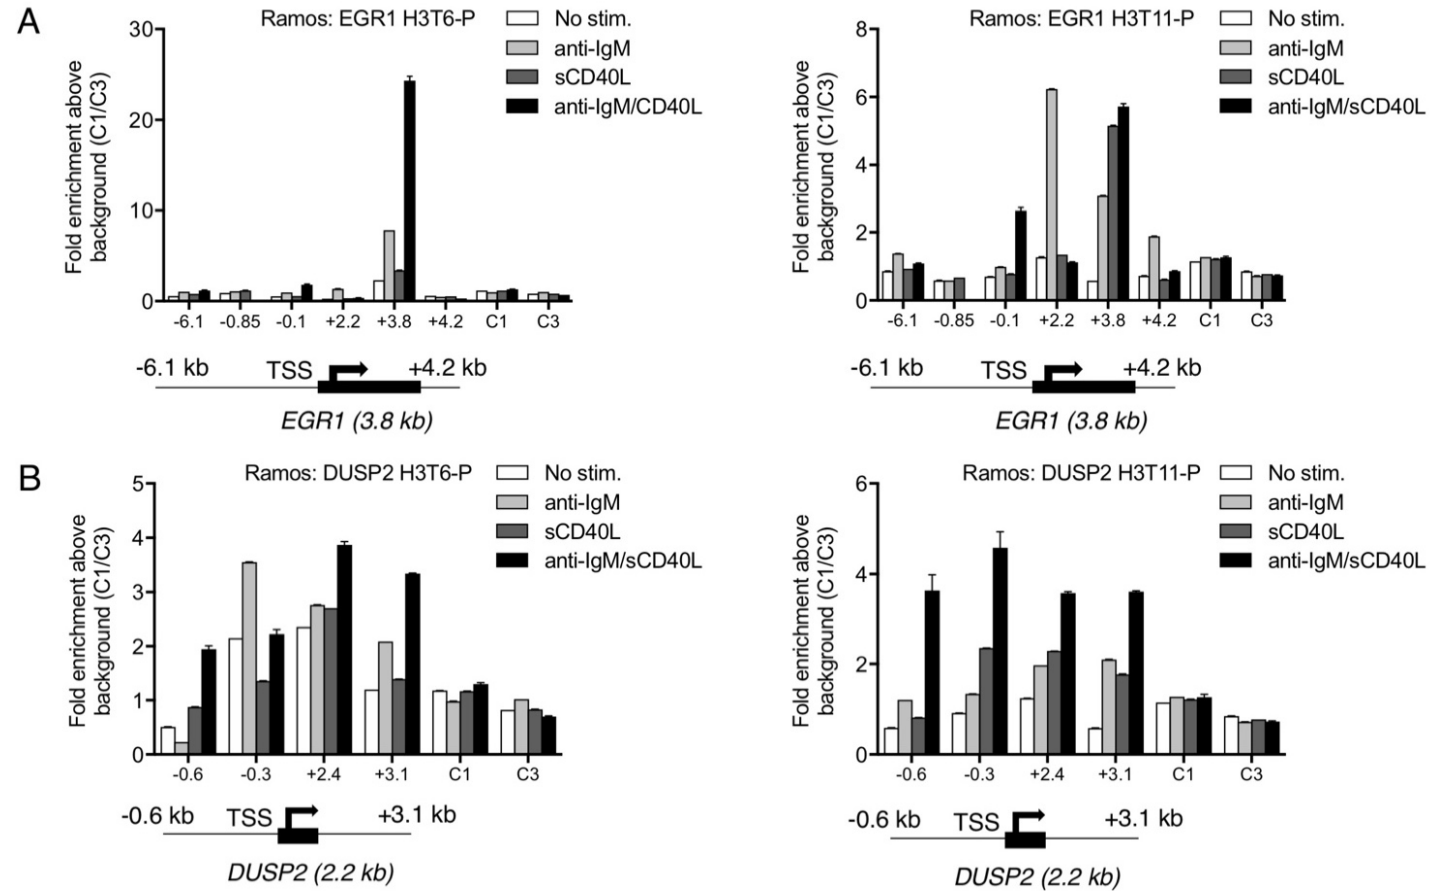 A
Ramos: EGR1 H3T6-P
No stim.
anti-IgM
sCD40L
anti-IgM/CD40L
Fold enrichment above
background (C1/C3)
30
20
10
0
-6.1 -0.85 -0.1 +2.2 +3.8 +4.2 C1 C3
-6.1 kb TSS +4.2 kb
EGR1 (3.8 kb)
Ramos: EGR1 H3T11-P
No stim.
anti-IgM
sCD40L
anti-IgM/sCD40L
Fold enrichment above
background (C1/C3)
8
6
4
2
0
-6.1 -0.85 -0.1 +2.2 +3.8 +4.2 C1 C3
-6.1 kb TSS +4.2 kb
EGR1 (3.8 kb)
B
Ramos: DUSP2 H3T6-P
No stim.
anti-IgM
sCD40L
anti-IgM/sCD40L
Fold enrichment above
background (C1/C3)
5
4
3
2
1
0
-0.6 -0.3 +2.4 +3.1 C1 C3
-0.6 kb TSS +3.1 kb
DUSP2 (2.2 kb)
Ramos: DUSP2 H3T11-P
No stim.
anti-IgM
sCD40L
anti-IgM/sCD40L
Fold enrichment above
background (C1/C3)
6
4
2
0
-0.6 -0.3 +2.4 +3.1 C1 C3
-0.6 kb TSS +3.1 kb
DUSP2 (2.2 kb)